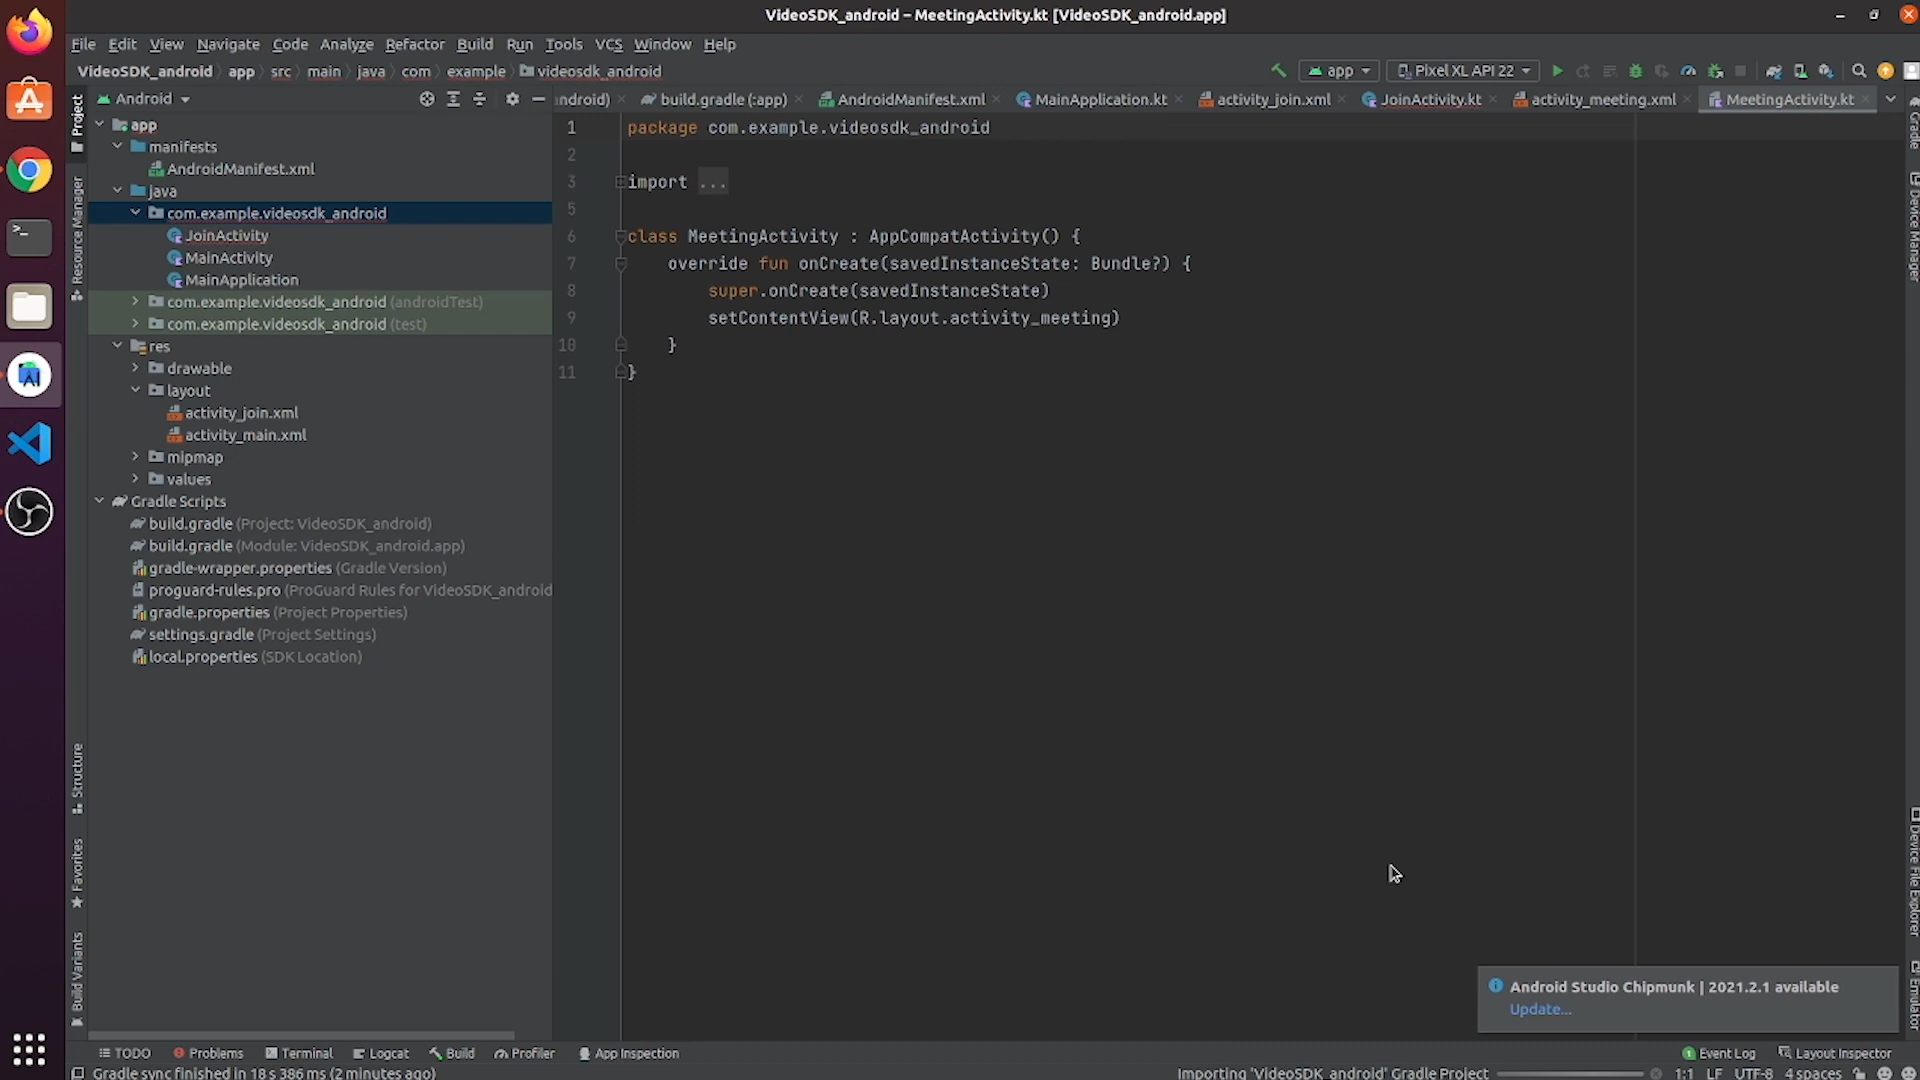 VideoSDK_android – MeetingActivity.kt [VideoSDK_android.app]
File Edit View Navigate Code Analyze Refactor Build Run Tools VCS Window Help
VideoSDK_android app src main java com example videosdk_android
app
Pixel XL API 22
Android
ndroid)
build.gradle (:app)
AndroidManifest.xml
MainApplication.kt
activity_join.xml
JoinActivity.kt
activity_meeting.xml
MeetingActivity.kt
Project
Resource Manager
Structure
Favorites
Build Variants
app
manifests
AndroidManifest.xml
java
com.example.videosdk_android
JoinActivity
MainActivity
MainApplication
com.example.videosdk_android (androidTest)
com.example.videosdk_android (test)
res
drawable
layout
activity_join.xml
activity_main.xml
mipmap
values
Gradle Scripts
build.gradle (Project: VideoSDK_android)
build.gradle (Module: VideoSDK_android.app)
gradle-wrapper.properties (Gradle Version)
proguard-rules.pro (ProGuard Rules for VideoSDK_android
gradle.properties (Project Properties)
settings.gradle (Project Settings)
local.properties (SDK Location)
1 package com.example.videosdk_android
2
3 import ...
5
6 class MeetingActivity : AppCompatActivity() {
7 override fun onCreate(savedInstanceState: Bundle?) {
8 super.onCreate(savedInstanceState)
9 setContentView(R.layout.activity_meeting)
10 }
11 }
Gradle
Device Manager
Device File Explorer
Emulator
Android Studio Chipmunk | 2021.2.1 available
Update...
TODO Problems Terminal Logcat Build Profiler App Inspection
Event Log Layout Inspector
Gradle sync finished in 18 s 386 ms (2 minutes ago)
Importing 'VideoSDK_android' Gradle Project
1:1 LF UTF-8 4 spaces